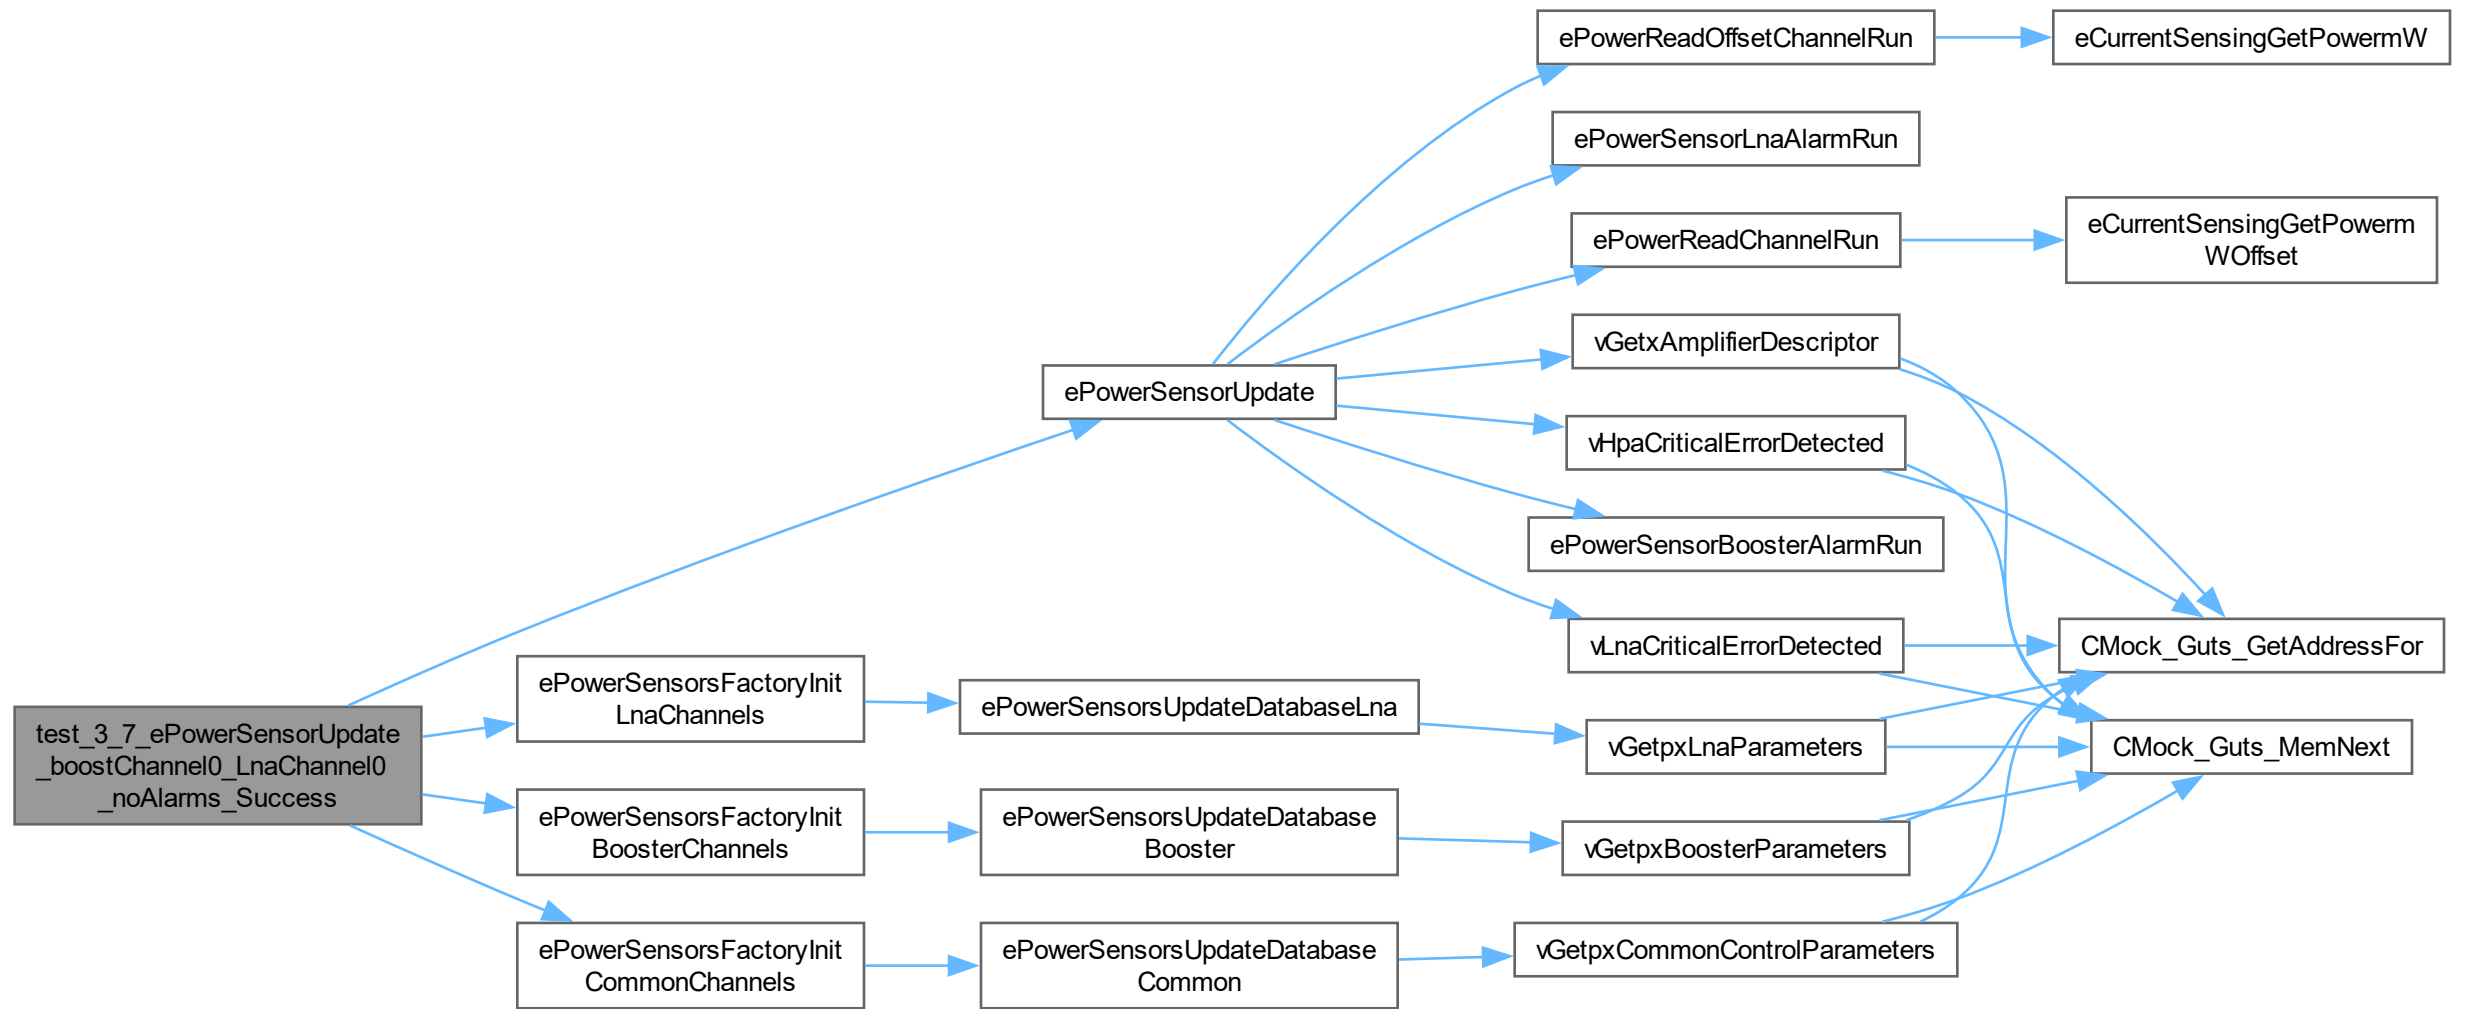 ePowerReadOffsetChannelRun
eCurrentSensingGetPowermW
ePowerSensorLnaAlarmRun
ePowerReadChannelRun
eCurrentSensingGetPowerm
WOffset
vGetxAmplifierDescriptor
ePowerSensorUpdate
vHpaCriticalErrorDetected
ePowerSensorBoosterAlarmRun
vLnaCriticalErrorDetected
CMock_Guts_GetAddressFor
ePowerSensorsFactoryInit
LnaChannels
ePowerSensorsUpdateDatabaseLna
vGetpxLnaParameters
CMock_Guts_MemNext
test_3_7_ePowerSensorUpdate
_boostChannel0_LnaChannel0
_noAlarms_Success
ePowerSensorsFactoryInit
BoosterChannels
ePowerSensorsUpdateDatabase
Booster
vGetpxBoosterParameters
ePowerSensorsFactoryInit
CommonChannels
ePowerSensorsUpdateDatabase
Common
vGetpxCommonControlParameters